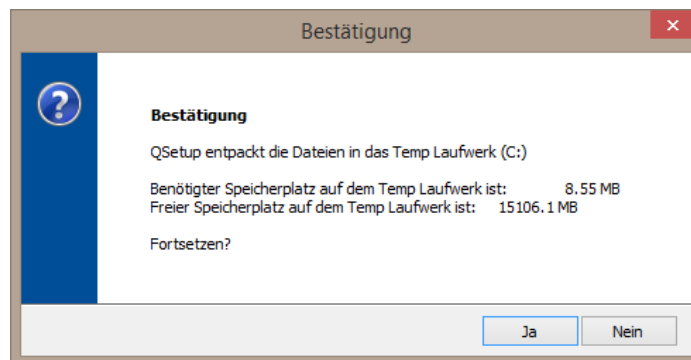 Bestätigung
Bestätigung
QSetup entpackt die Dateien in das Temp Laufwerk (C:)
Benötigter Speicherplatz auf dem Temp Laufwerk ist: 8.55 MB
Freier Speicherplatz auf dem Temp Laufwerk ist: 15106.1 MB
Fortsetzen?
Ja Nein